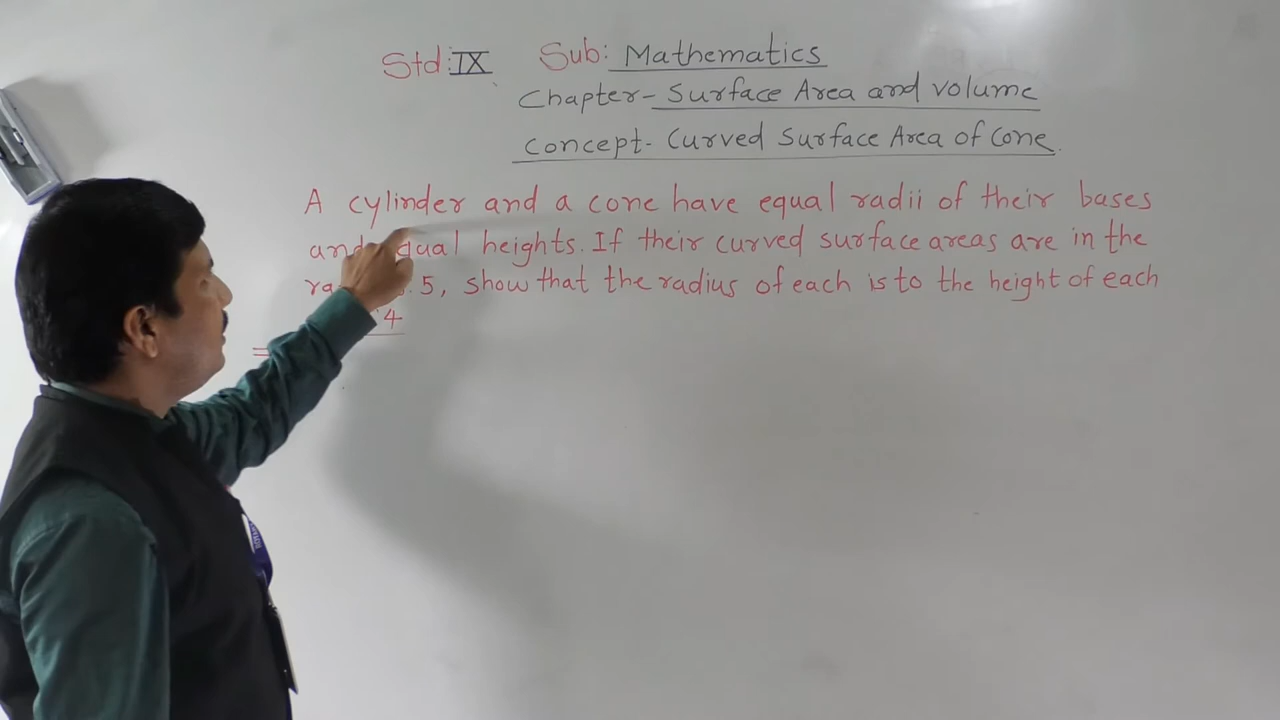 Std: IX Sub: Mathematics
Chapter- Surface Area and volume
Concept- Curved Surface Area of Cone.
A cylinder and a cone have equal radii of their bases
and equal heights. If their curved surface areas are in the
5, show that the radius of each is to the height of each
4
=